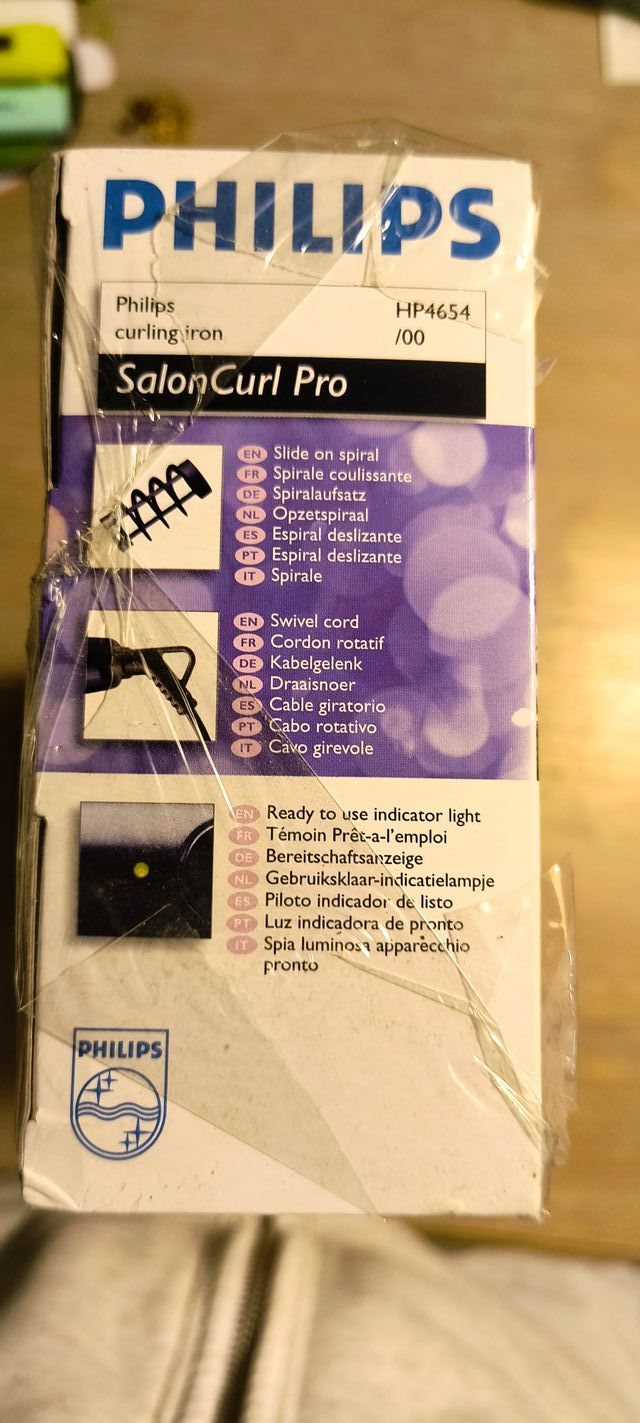 PHILIPS
Philips HP4654
curling iron /00
SalonCurl Pro
EN Slide on spiral
FR Spirale coulissante
DE Spiralaufsatz
NL Opzetspiraal
ES Espiral deslizante
PT Espiral deslizante
IT Spirale
EN Swivel cord
FR Cordon rotatif
DE Kabelgelenk
NL Draaisnoer
ES Cable giratorio
PT Cabo rotativo
IT Cavo girevole
EN Ready to use indicator light
FR Témoin Prêt-a-l'emploi
DE Bereitschaftsanzeige
NL Gebruiksklaar-indicatielampje
ES Piloto indicador de listo
PT Luz indicadora de pronto
IT Spia luminosa apparecchio
pronto
PHILIPS